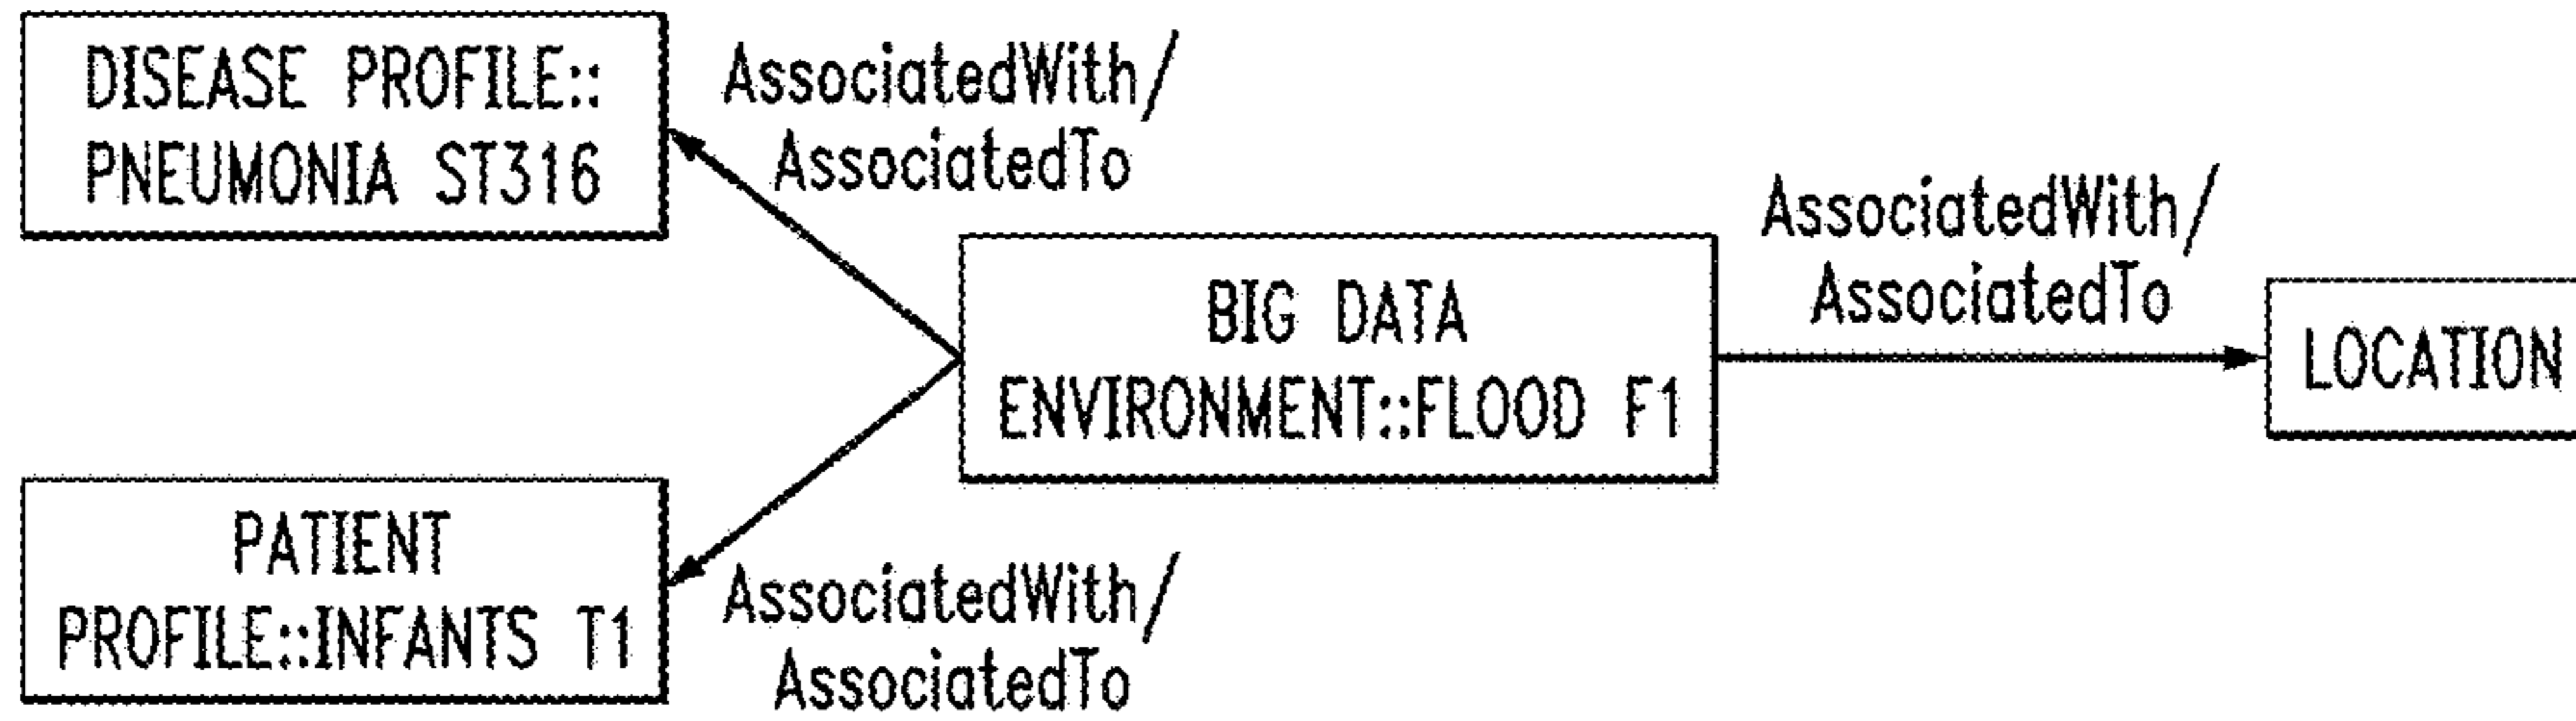 DISEASE PROFILE::
PNEUMONIA ST316
AssociatedWith/
AssociatedTo
BIG DATA
ENVIRONMENT::FLOOD F1
AssociatedWith/
AssociatedTo
LOCATION
PATIENT
PROFILE::INFANTS T1
AssociatedWith/
AssociatedTo